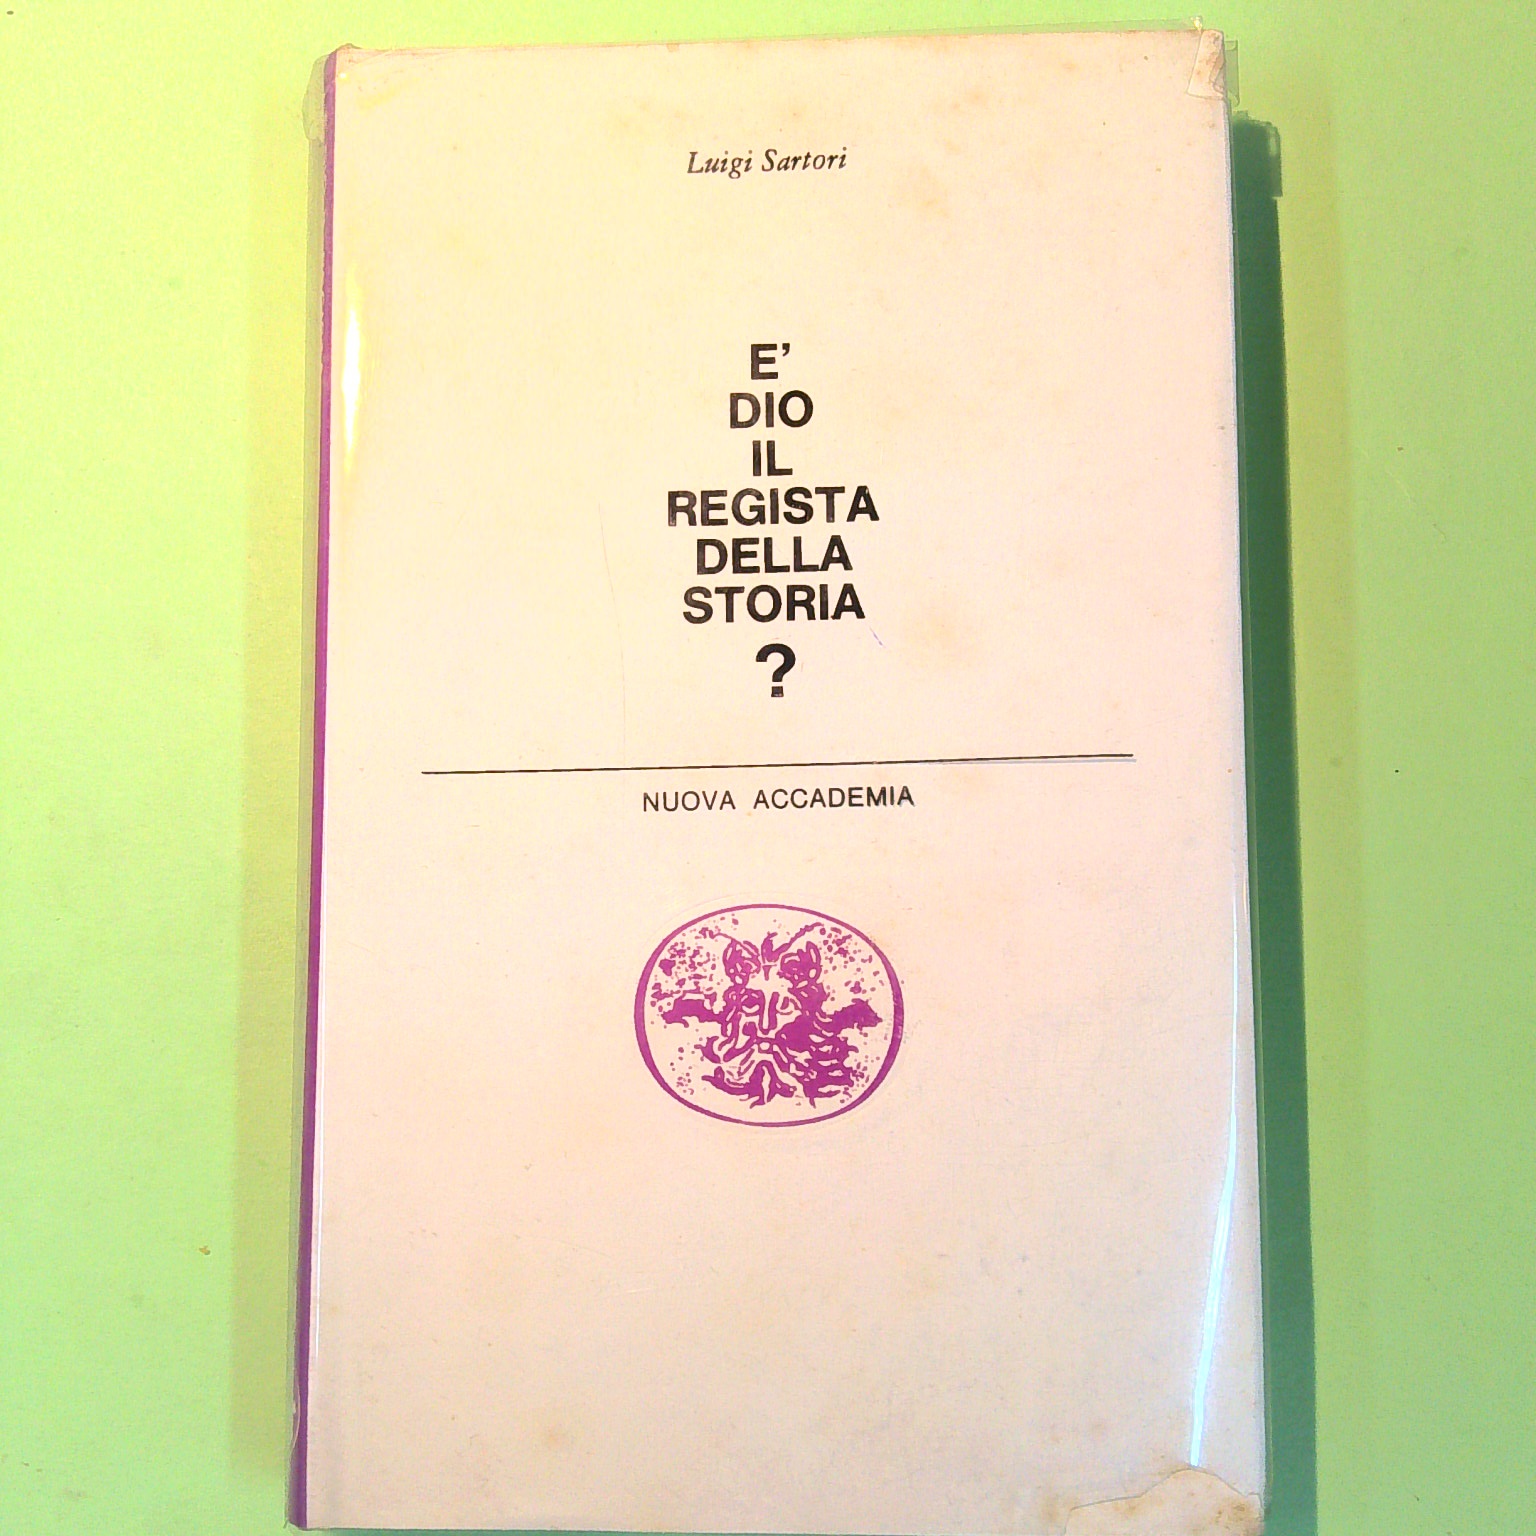 Luigi Sartori
E’
DIO
IL
REGISTA
DELLA
STORIA
?
NUOVA ACCADEMIA